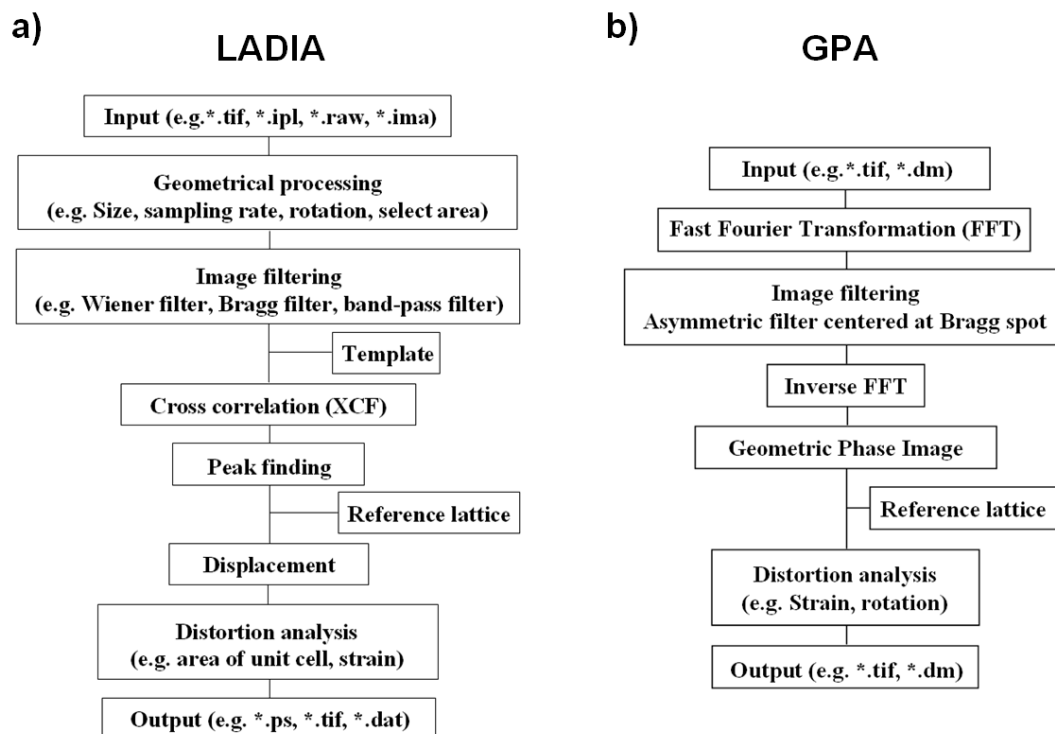 a)
LADIA
Input (e.g.*.tif, *.ipl, *.raw, *.ima)
Geometrical processing
(e.g. Size, sampling rate, rotation, select area)
Image filtering
(e.g. Wiener filter, Bragg filter, band-pass filter)
Template
Cross correlation (XCF)
Peak finding
Reference lattice
Displacement
Distortion analysis
(e.g. area of unit cell, strain)
Output (e.g. *.ps, *.tif, *.dat)
b)
GPA
Input (e.g.*.tif, *.dm)
Fast Fourier Transformation (FFT)
Image filtering
Asymmetric filter centered at Bragg spot
Inverse FFT
Geometric Phase Image
Reference lattice
Distortion analysis
(e.g. Strain, rotation)
Output (e.g. *.tif, *.dm)